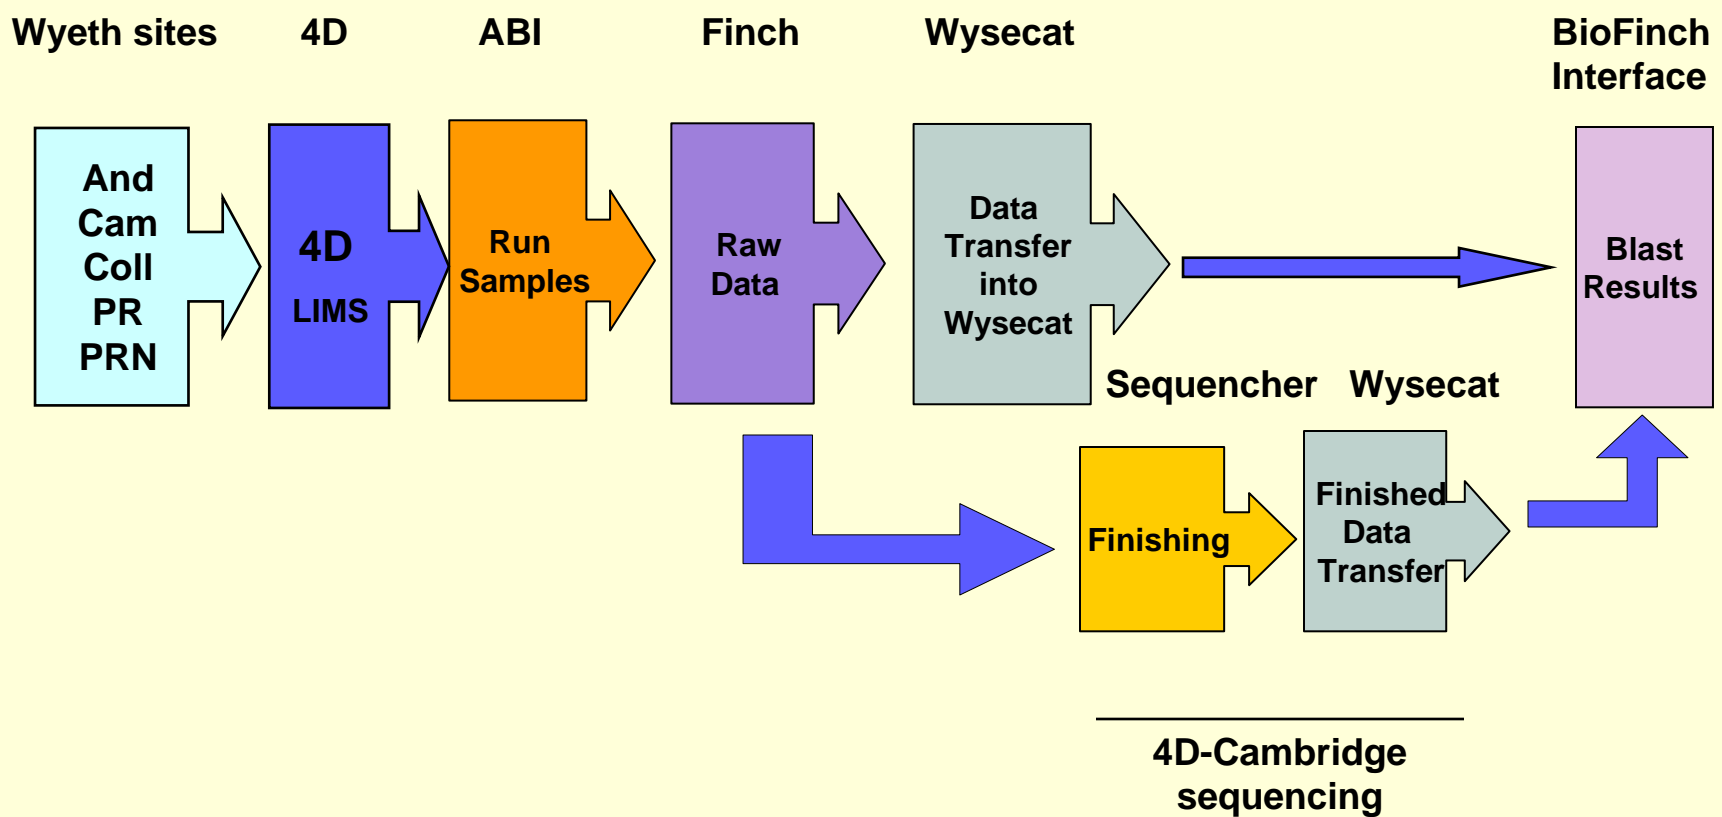 Wyeth sites
4D
ABI
Finch
Wysecat
BioFinch
Interface
And
Cam
Coll
PR
PRN
4D
LIMS
Run
Samples
Raw
Data
Data
Transfer
into
Wysecat
Blast
Results
Sequencher
Wysecat
Finishing
Finished
Data
Transfer
4D-Cambridge
sequencing